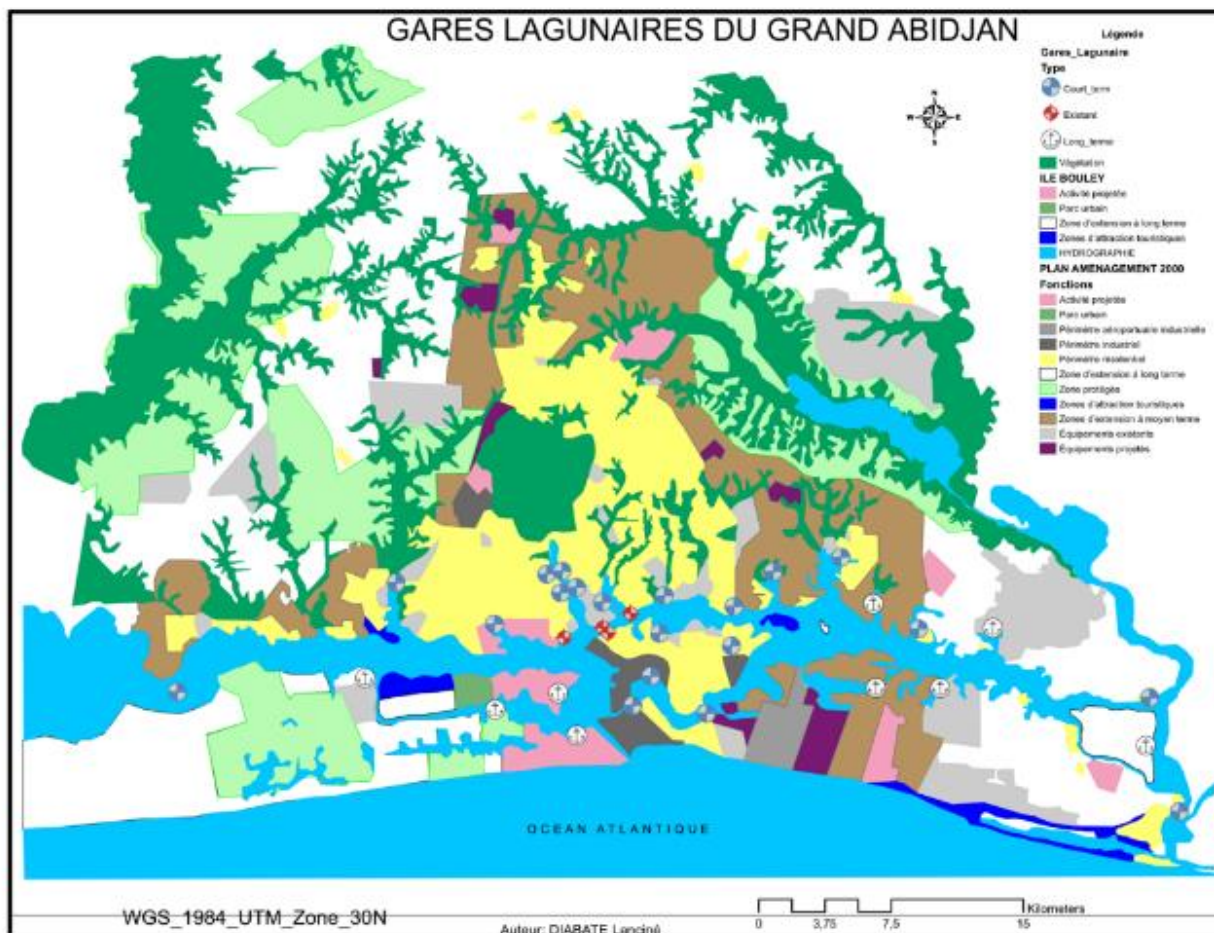 GARES LAGUNAIRES DU GRAND ABIDJAN
Légende
Gares_Lagunaire
Type
Court_term
Existant
Long_terme
Végétation
ILE BOULEY
Activité projetée
Parc urbain
Zone d'extension à long terme
Zones d'attraction touristiques
HYDROGRAPHIE
PLAN AMENAGEMENT 2000
Fonctions
Activité projetée
Parc urbain
Périmètre aéroportuaire industrielle
Périmètre industriel
Périmètre résidentiel
Zone d'extension à long terme
Zone protégée
Zones d'attraction touristiques
Zones d'extension à moyen terme
Équipements existants
Équipements projetés
N
W E
S
OCEAN ATLANTIQUE
WGS_1984_UTM_Zone_30N
Auteur: DIABATE Lanciné
Kilometers
0 3,75 7,5 15